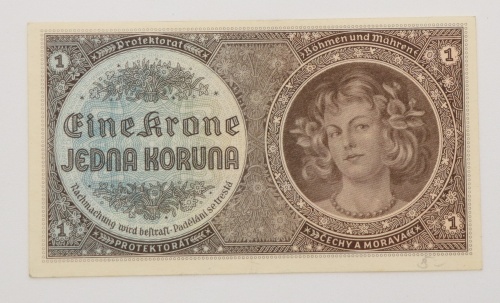 1
Protektorat
Böhmen und Mähren
1
Eine Krone
JEDNA KORUNA
Nachmachung wird bestraft - Padělání se trestá
1
PROTEKTORÁT
ČECHY A MORAVA
1